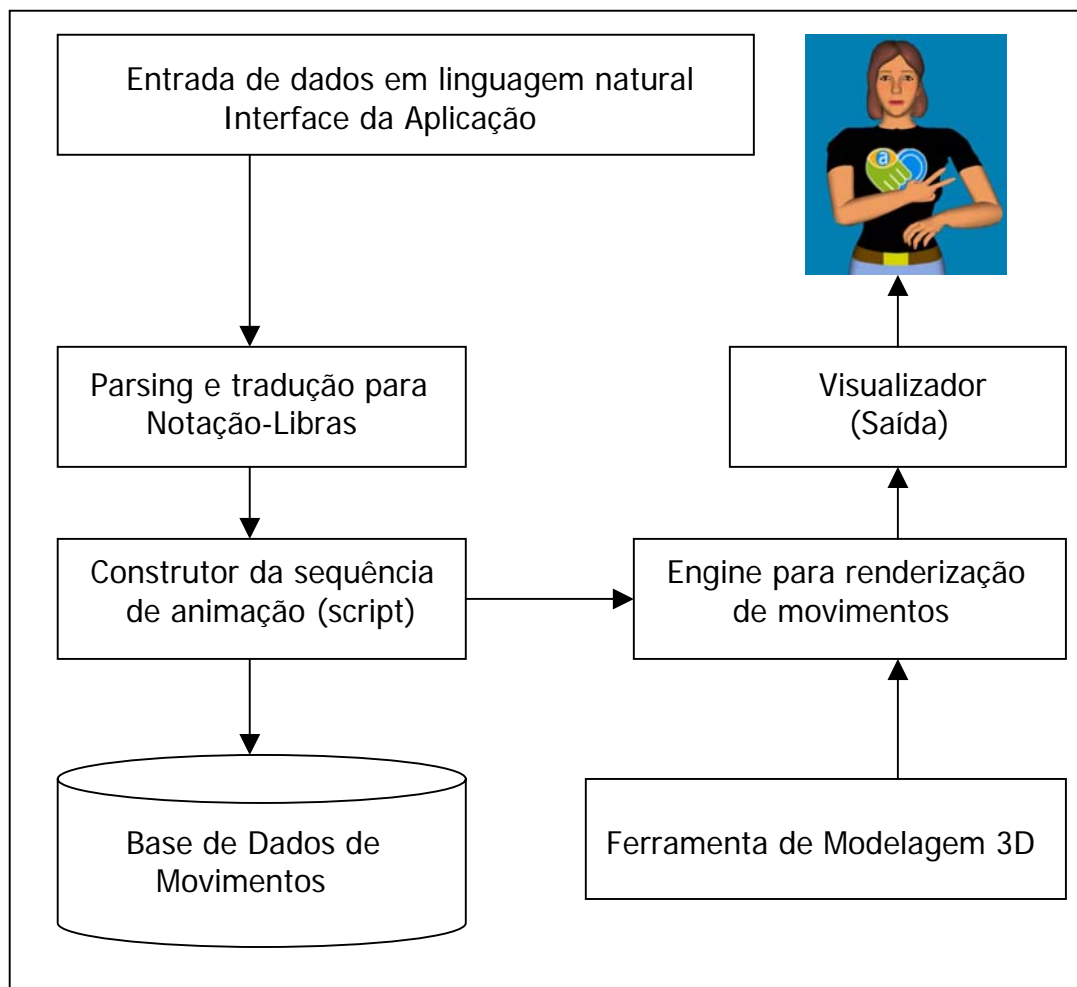 Entrada de dados em linguagem natural
Interface da Aplicação
Parsing e tradução para
Notação-Libras
Visualizador
(Saída)
Construtor da sequência
de animação (script)
Engine para renderização
de movimentos
Base de Dados de
Movimentos
Ferramenta de Modelagem 3D
a